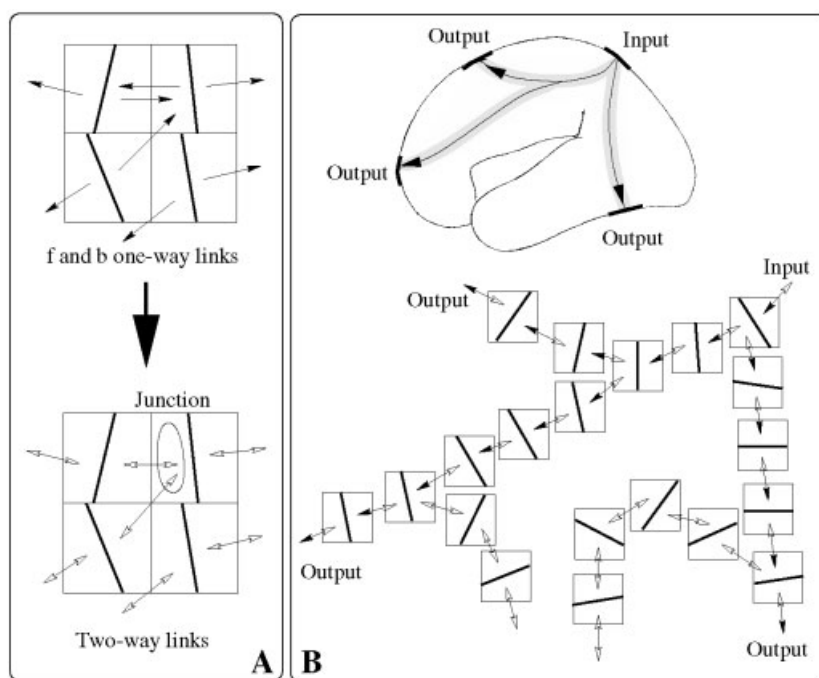 f and b one-way links
Junction
Two-way links
A
Output
Input
Output
Output
Input
Output
Output
Output
B